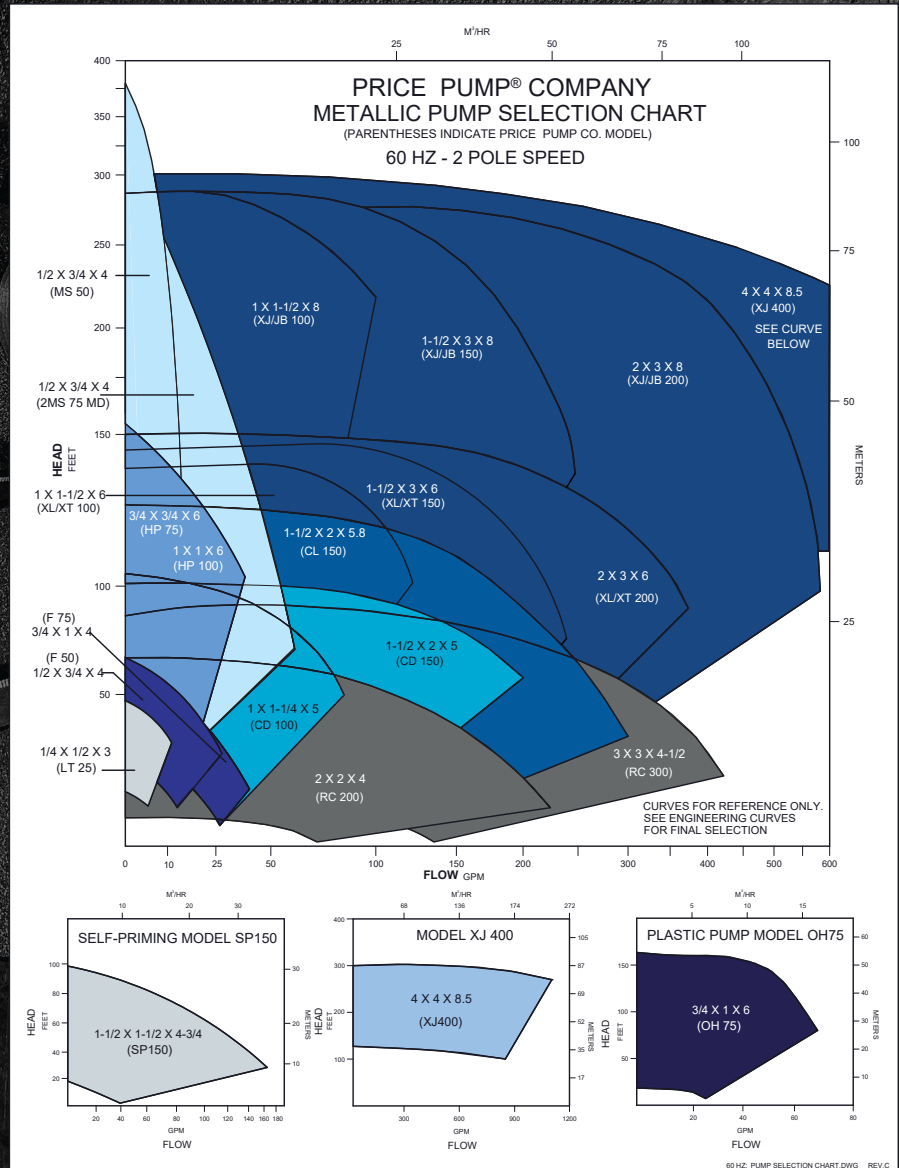 M³/HR
25
50
75
100
400
350
300
250
200
150
100
50
HEAD
FEET
100
75
50
25
METERS
PRICE PUMP® COMPANY
METALLIC PUMP SELECTION CHART
(PARENTHESES INDICATE PRICE PUMP CO. MODEL)
60 HZ - 2 POLE SPEED
1/2 X 3/4 X 4
(MS 50)
1/2 X 3/4 X 4
(2MS 75 MD)
1 X 1-1/2 X 6
(XL/XT 100)
3/4 X 3/4 X 6
(HP 75)
1 X 1 X 6
(HP 100)
(F 75)
3/4 X 1 X 4
(F 50)
1/2 X 3/4 X 4
1/4 X 1/2 X 3
(LT 25)
1 X 1-1/2 X 8
(XJ/JB 100)
1-1/2 X 3 X 8
(XJ/JB 150)
2 X 3 X 8
(XJ/JB 200)
4 X 4 X 8.5
(XJ 400)
SEE CURVE
BELOW
1-1/2 X 3 X 6
(XL/XT 150)
1-1/2 X 2 X 5.8
(CL 150)
2 X 3 X 6
(XL/XT 200)
1-1/2 X 2 X 5
(CD 150)
1 X 1-1/4 X 5
(CD 100)
2 X 2 X 4
(RC 200)
3 X 3 X 4-1/2
(RC 300)
CURVES FOR REFERENCE ONLY.
SEE ENGINEERING CURVES
FOR FINAL SELECTION
0
10
25
50
100
150
200
300
400
500
600
FLOW GPM
M³/HR
10
20
30
SELF-PRIMING MODEL SP150
100
80
60
40
20
HEAD
FEET
30
20
10
METERS
1-1/2 X 1-1/2 X 4-3/4
(SP150)
20
40
60
80
100
120
140
160
180
GPM
FLOW
M³/HR
68
136
174
272
MODEL XJ 400
400
300
200
100
HEAD
FEET
105
87
69
52
35
17
METERS
4 X 4 X 8.5
(XJ400)
300
600
900
1200
GPM
FLOW
M³/HR
5
10
15
PLASTIC PUMP MODEL OH75
150
100
50
HEAD
FEET
60
50
40
30
20
10
METERS
3/4 X 1 X 6
(OH 75)
20
40
60
80
GPM
FLOW
60 HZ: PUMP SELECTION CHART.DWG REV.C